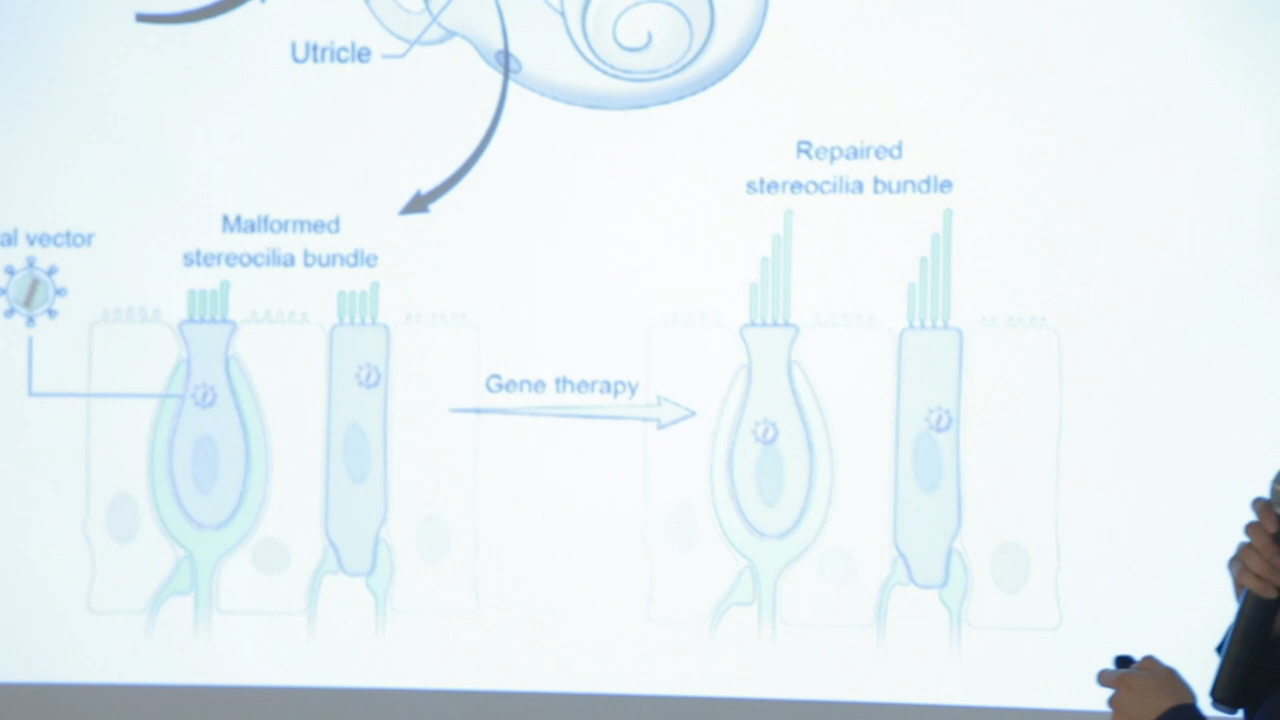 Utricle
Repaired
stereocilia bundle
Malformed
stereocilia bundle
al vector
Gene therapy